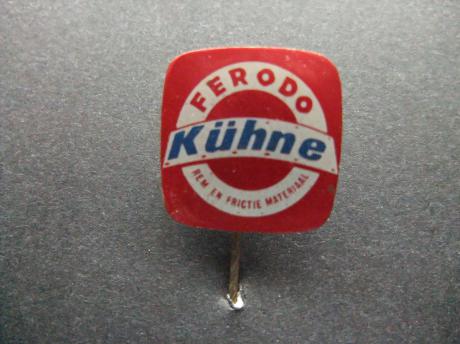 FERODO
Kühne
REM EN FRICTIE MATERIAAL